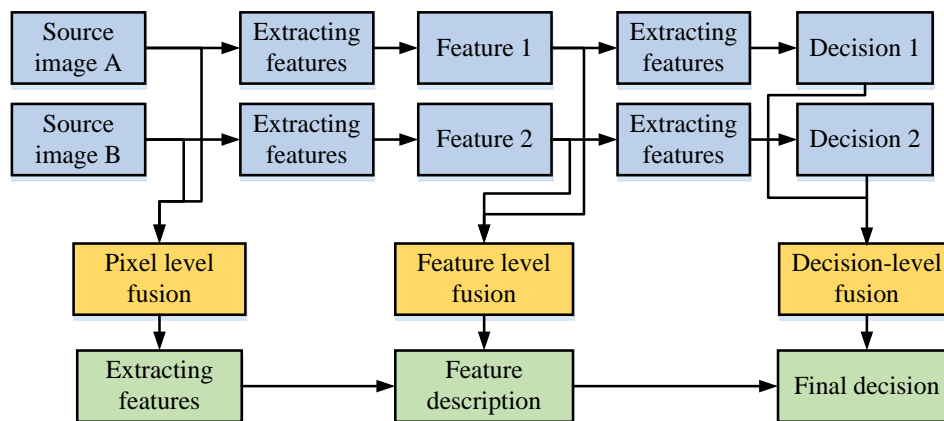 Source
image A
Extracting
features
Feature 1
Extracting
features
Decision 1
Source
image B
Extracting
features
Feature 2
Extracting
features
Decision 2
Pixel level
fusion
Feature level
fusion
Decision-level
fusion
Extracting
features
Feature
description
Final decision